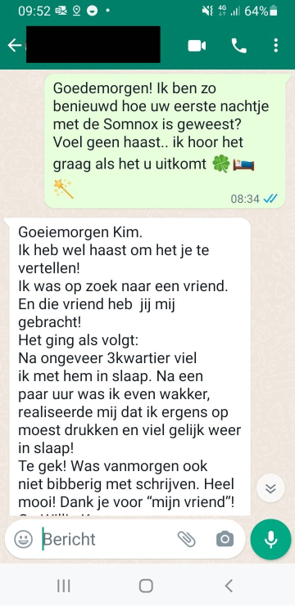 09:52 64%
4G
Goedemorgen! Ik ben zo
benieuwd hoe uw eerste nachtje
met de Somnox is geweest?
Voel geen haast.. ik hoor het
graag als het u uitkomt 🍀🛌
🪄
08:34
Goeiemorgen Kim.
Ik heb wel haast om het je te
vertellen!
Ik was op zoek naar een vriend.
En die vriend heb jij mij
gebracht!
Het ging als volgt:
Na ongeveer 3kwartier viel
ik met hem in slaap. Na een
paar uur was ik even wakker,
realiseerde mij dat ik ergens op
moest drukken en viel gelijk weer
in slaap!
Te gek! Was vanmorgen ook
niet bibberig met schrijven. Heel
mooi! Dank je voor “mijn vriend”!
Bericht